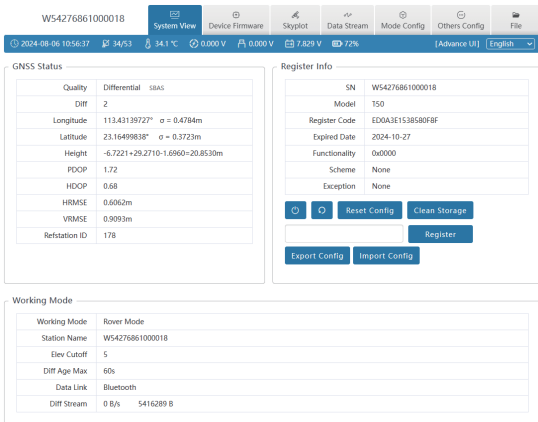 W54276861000018
System View
Device Firmware
Skyplot
Data Stream
Mode Config
Others Config
File
2024-08-06 10:56:37 34/53 34.1 ℃ 0.000 V 0.000 V 7.829 V 72% [Advance UI] English
GNSS Status
Quality Differential SBAS
Diff 2
Longitude 113.43139727° σ = 0.4784m
Latitude 23.16499838° σ = 0.3723m
Height -6.7221+29.2710-1.6960=20.8530m
PDOP 1.72
HDOP 0.68
HRMSE 0.6062m
VRMSE 0.9093m
Refstation ID 178
Register Info
SN W54276861000018
Model T50
Register Code ED0A3E1538580F8F
Expired Date 2024-10-27
Functionality 0x0000
Scheme None
Exception None
Reset Config Clean Storage
Register
Export Config Import Config
Working Mode
Working Mode Rover Mode
Station Name W54276861000018
Elev Cutoff 5
Diff Age Max 60s
Data Link Bluetooth
Diff Stream 0 B/s 5416289 B